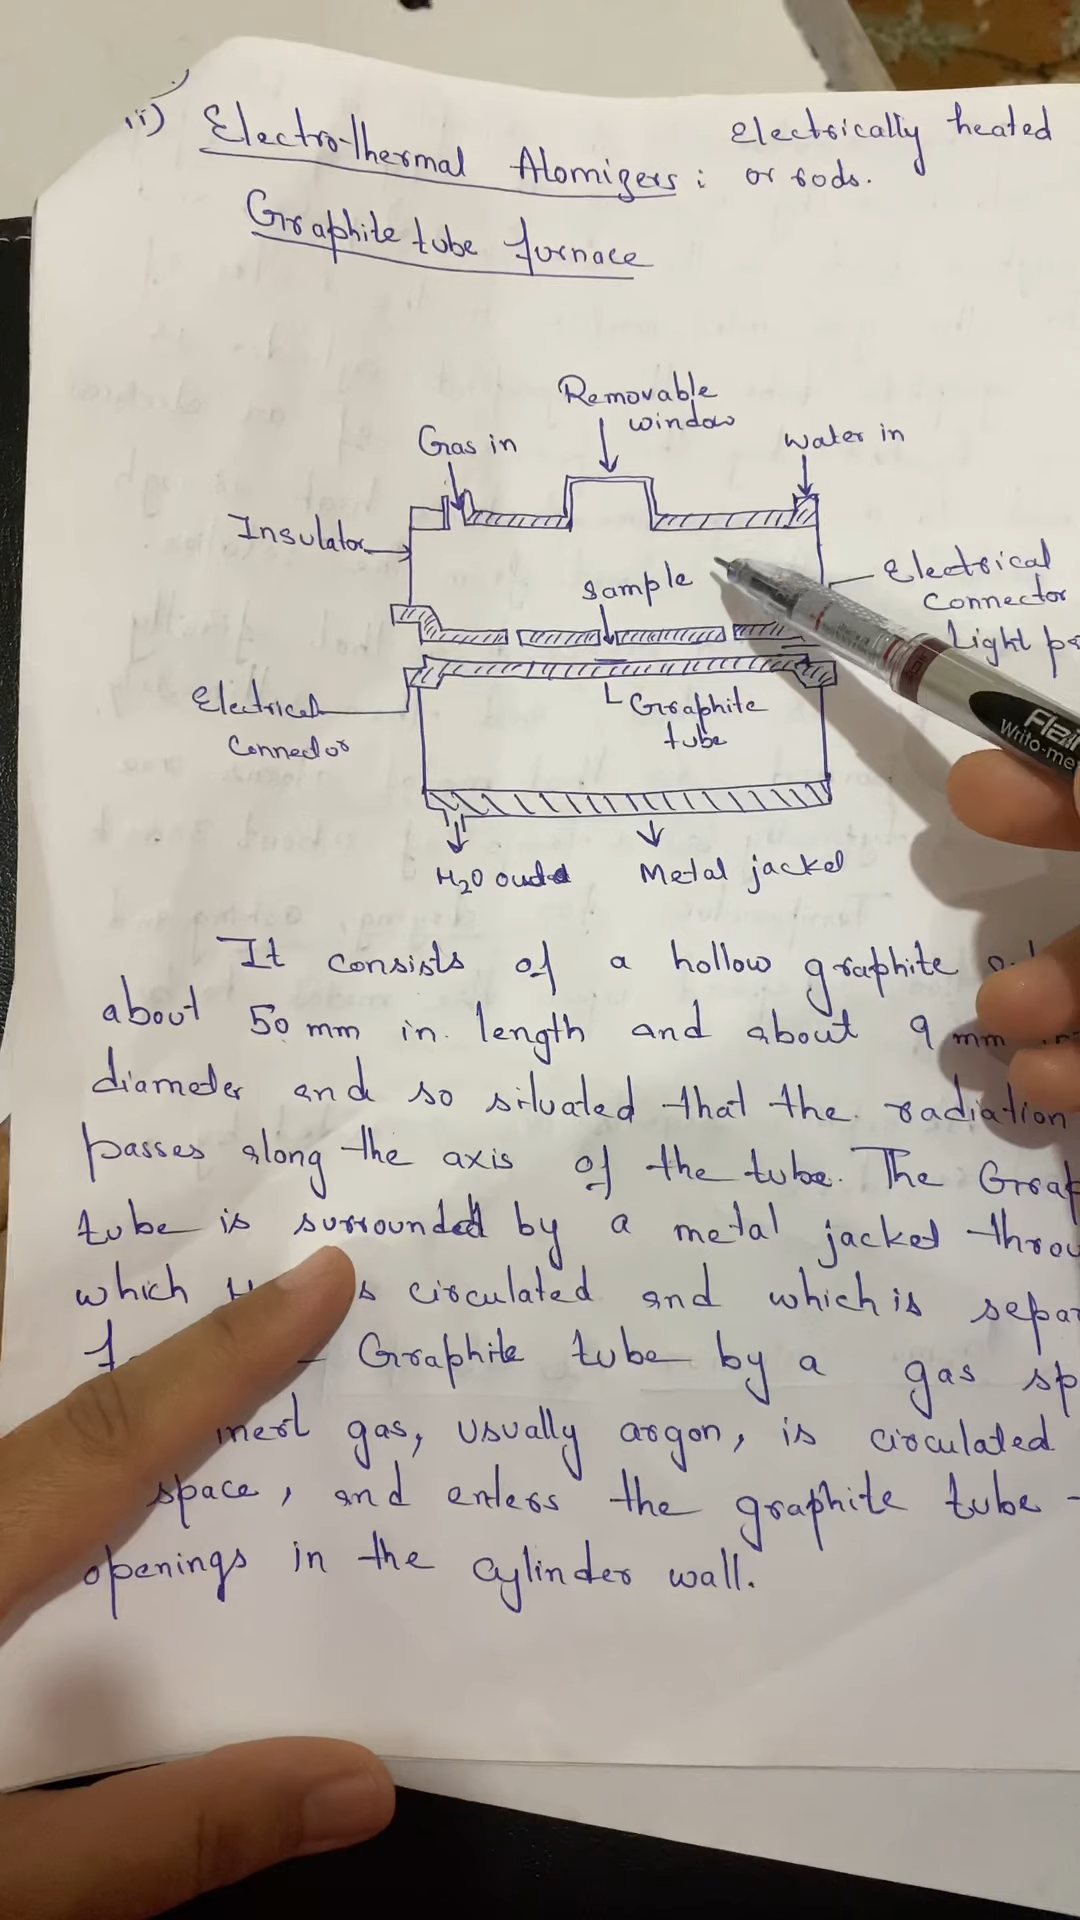 ii) Electro-thermal Atomizers : electrically heated
or rods.
Graphite tube furnace
Removable
window
Gas in
Water in
Insulator
Sample
Electrical
Connector
Light
Electrical
Connector
Graphite
tube
H2O out
Metal jacket
It consists of a hollow graphite
about 50 mm in length and about 9 mm in
diameter and so situated that the radiation
passes along the axis of the tube. The
tube is surrounded by a metal jacket
which is circulated and which is
Graphite tube by a gas
inert gas, usually argon, is circulated
space, and enters the graphite tube
openings in the cylinder wall.
Flair
Writo-me